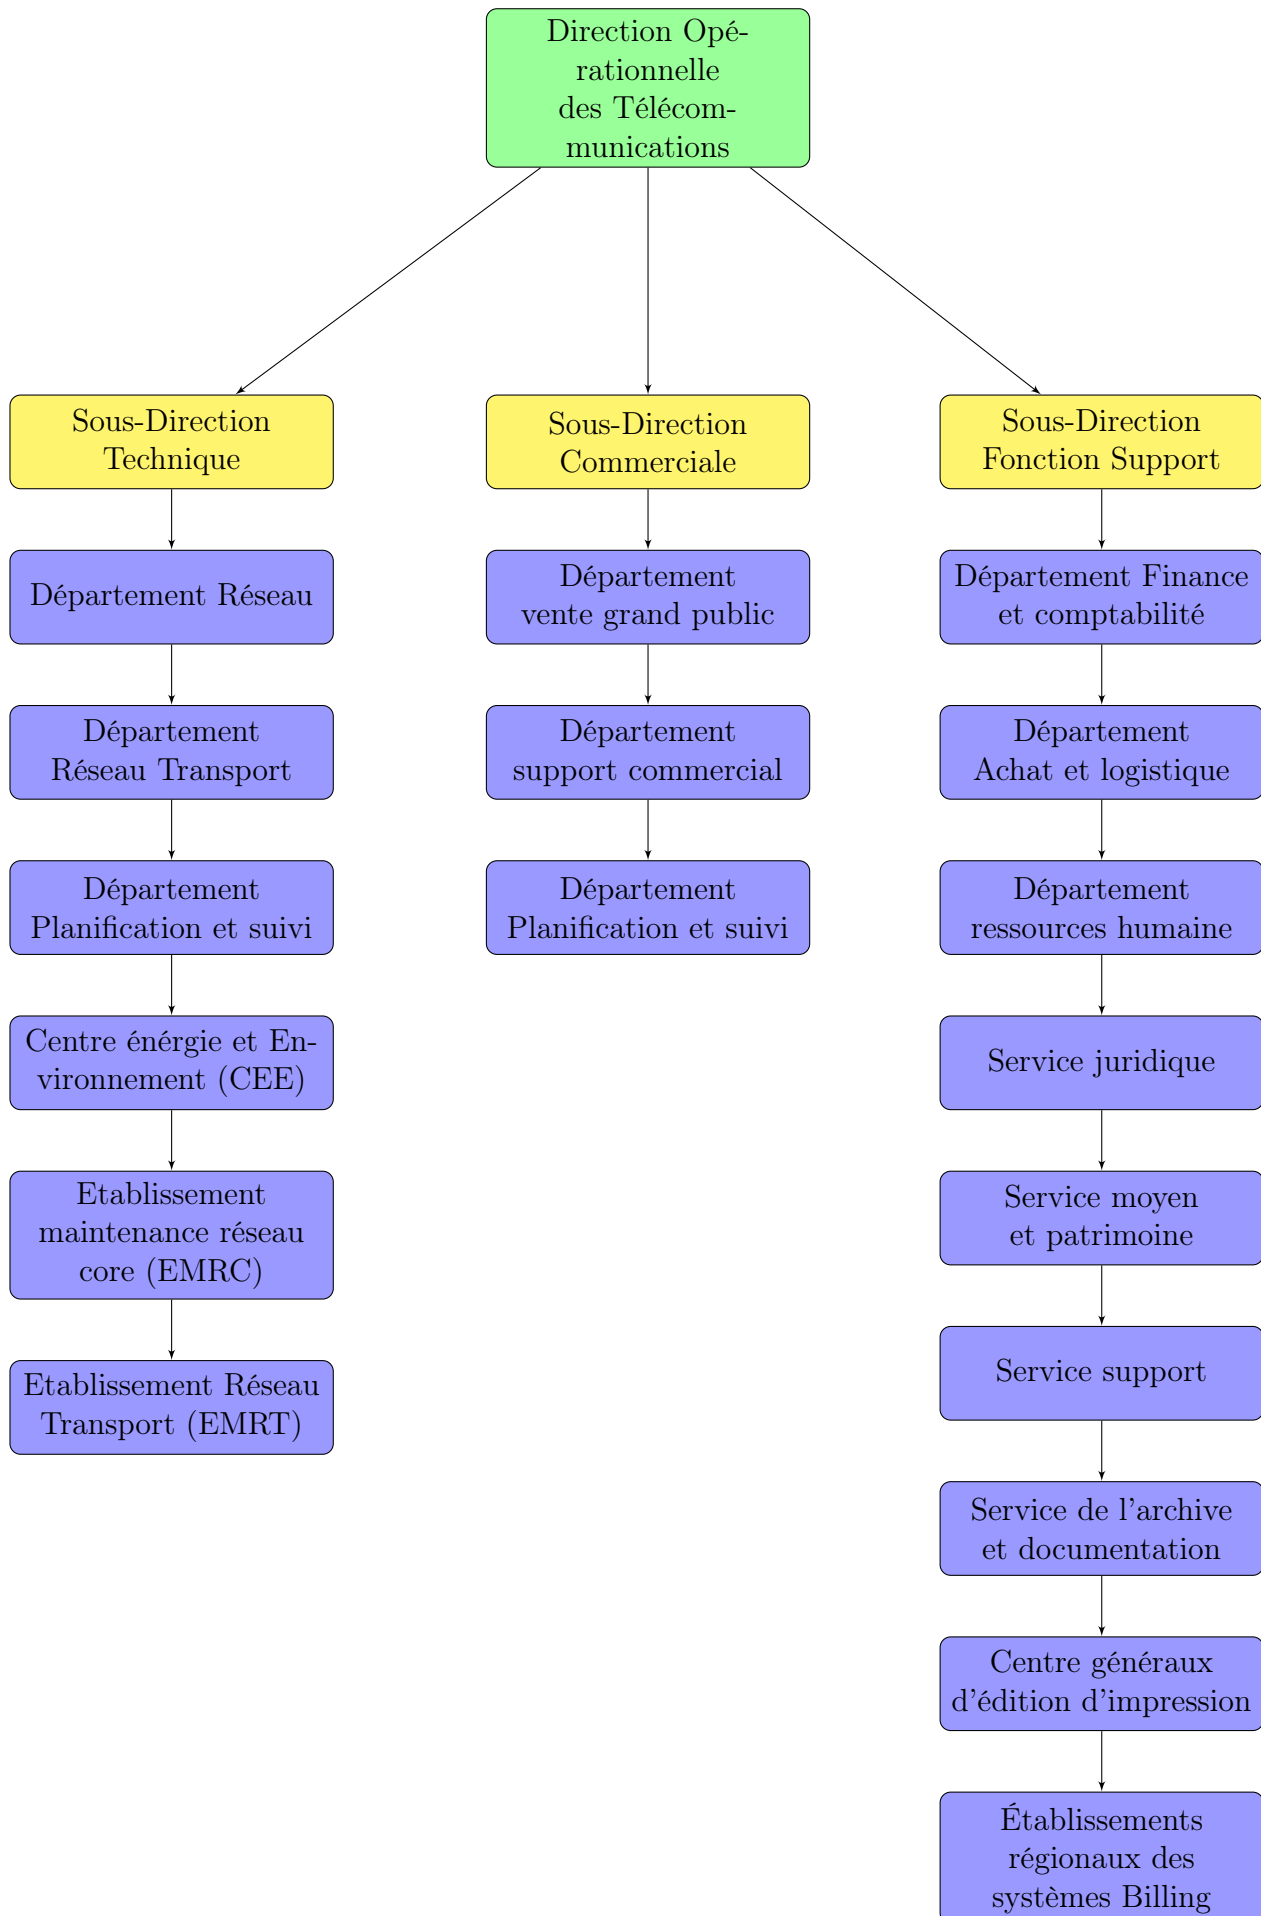 Direction Opé-
rationnelle
des Télécom-
munications
Sous-Direction
Technique
Sous-Direction
Commerciale
Sous-Direction
Fonction Support
Département Réseau
Département
vente grand public
Département Finance
et comptabilité
Département
Réseau Transport
Département
support commercial
Département
Achat et logistique
Département
Planification et suivi
Département
Planification et suivi
Département
ressources humaine
Centre énérgie et En-
vironnement (CEE)
Service juridique
Etablissement
maintenance réseau
core (EMRC)
Service moyen
et patrimoine
Etablissement Réseau
Transport (EMRT)
Service support
Service de l'archive
et documentation
Centre généraux
d'édition d'impression
Établissements
régionaux des
systèmes Billing